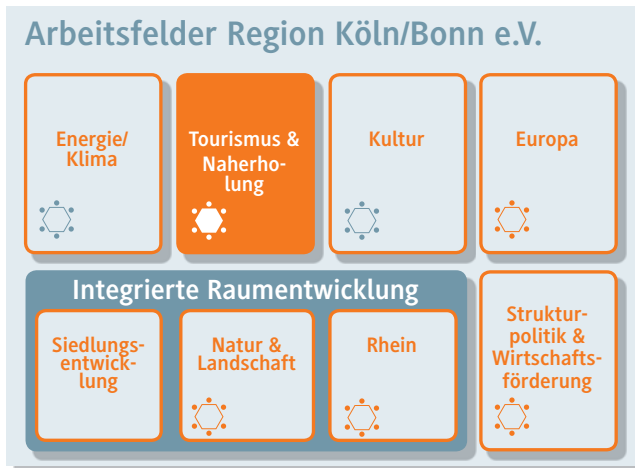 Arbeitsfelder Region Köln/Bonn e.V.
Energie/
Klima
Tourismus &
Naherho-
lung
Kultur
Europa
Integrierte Raumentwicklung
Siedlungs-
entwick-
lung
Natur &
Landschaft
Rhein
Struktur-
politik &
Wirtschafts-
förderung